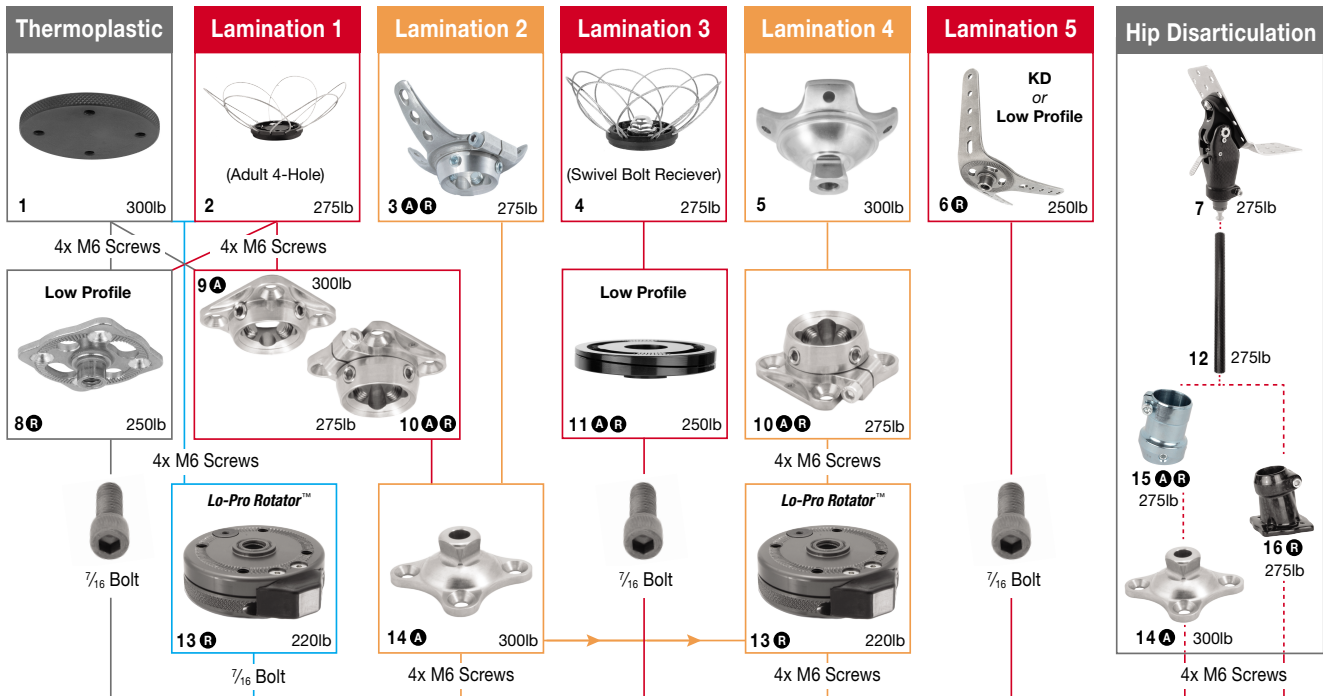 Thermoplastic
Lamination 1
Lamination 2
Lamination 3
Lamination 4
Lamination 5
Hip Disarticulation
1
300lb
(Adult 4-Hole)
2
275lb
3 A R
275lb
(Swivel Bolt Reciever)
4
275lb
5
300lb
KD
or
Low Profile
6 R
250lb
7
275lb
4x M6 Screws
4x M6 Screws
Low Profile
8 R
250lb
9 A
300lb
275lb
10 A R
Low Profile
11 A R
250lb
10 A R
275lb
12
275lb
4x M6 Screws
4x M6 Screws
15 A R
275lb
16 R
275lb
7/16 Bolt
Lo-Pro Rotator™
13 R
220lb
14 A
300lb
7/16 Bolt
Lo-Pro Rotator™
13 R
220lb
7/16 Bolt
14 A
300lb
7/16 Bolt
4x M6 Screws
4x M6 Screws
4x M6 Screws